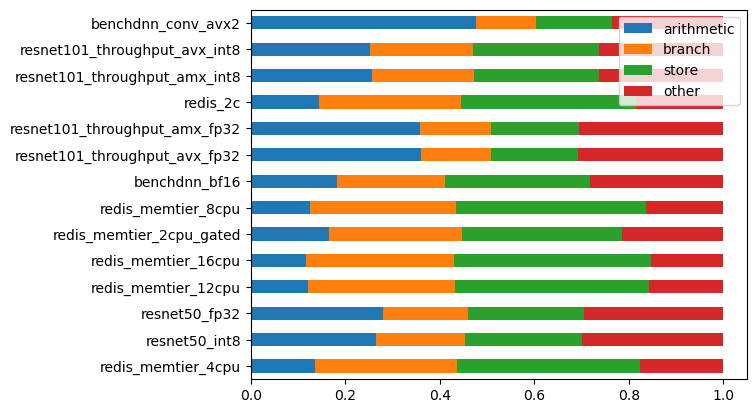 benchdnn_conv_avx2
resnet101_throughput_avx_int8
resnet101_throughput_amx_int8
redis_2c
resnet101_throughput_amx_fp32
resnet101_throughput_avx_fp32
benchdnn_bf16
redis_memtier_8cpu
redis_memtier_2cpu_gated
redis_memtier_16cpu
redis_memtier_12cpu
resnet50_fp32
resnet50_int8
redis_memtier_4cpu
arithmetic
branch
store
other
0.0 0.2 0.4 0.6 0.8 1.0